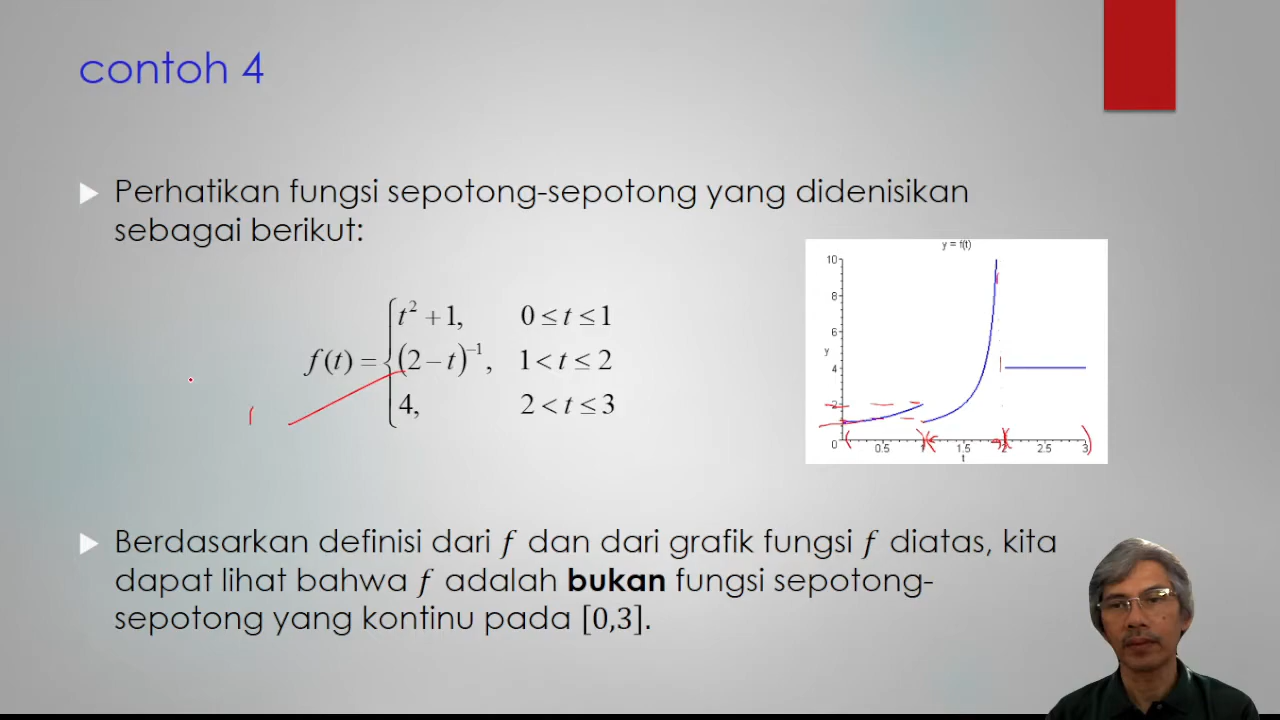 contoh 4
Perhatikan fungsi sepotong-sepotong yang didenisikan
sebagai berikut:
t² + 1, 0 ≤ t ≤ 1
f(t) = (2 − t)⁻¹, 1 < t ≤ 2
4, 2 < t ≤ 3
y = f(t)
10
8
6
y
4
2
0 0.5 1 1.5 2 2.5 3
t
Berdasarkan definisi dari f dan dari grafik fungsi f diatas, kita
dapat lihat bahwa f adalah bukan fungsi sepotong-
sepotong yang kontinu pada [0,3].